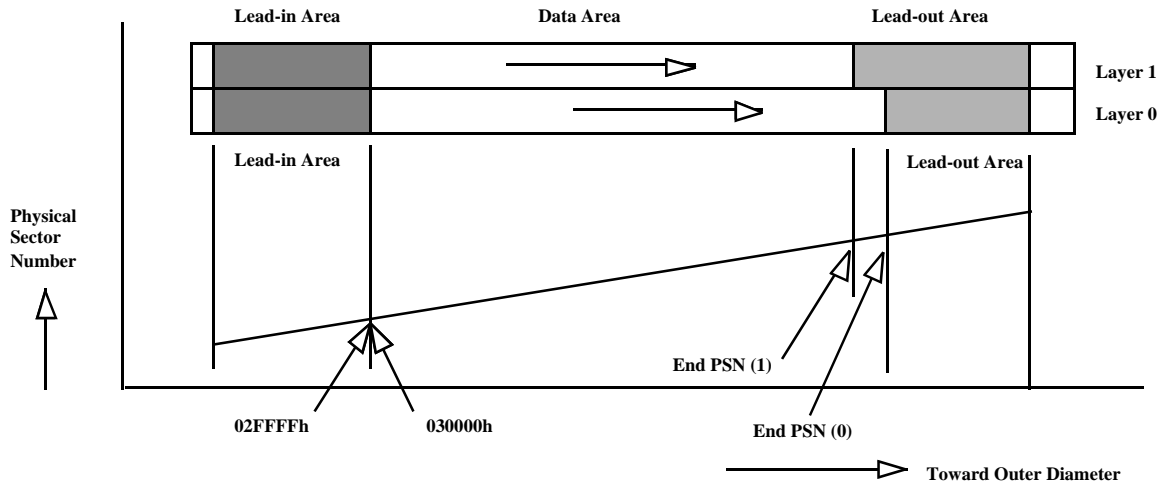 Lead-in Area
Data Area
Lead-out Area
Layer 1
Layer 0
Lead-in Area
Lead-out Area
Physical
Sector
Number
End PSN (1)
02FFFFh
030000h
End PSN (0)
Toward Outer Diameter